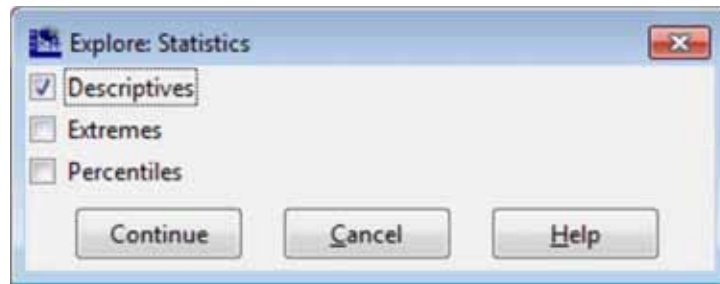 Explore: Statistics
Descriptives
Extremes
Percentiles
Continue Cancel Help